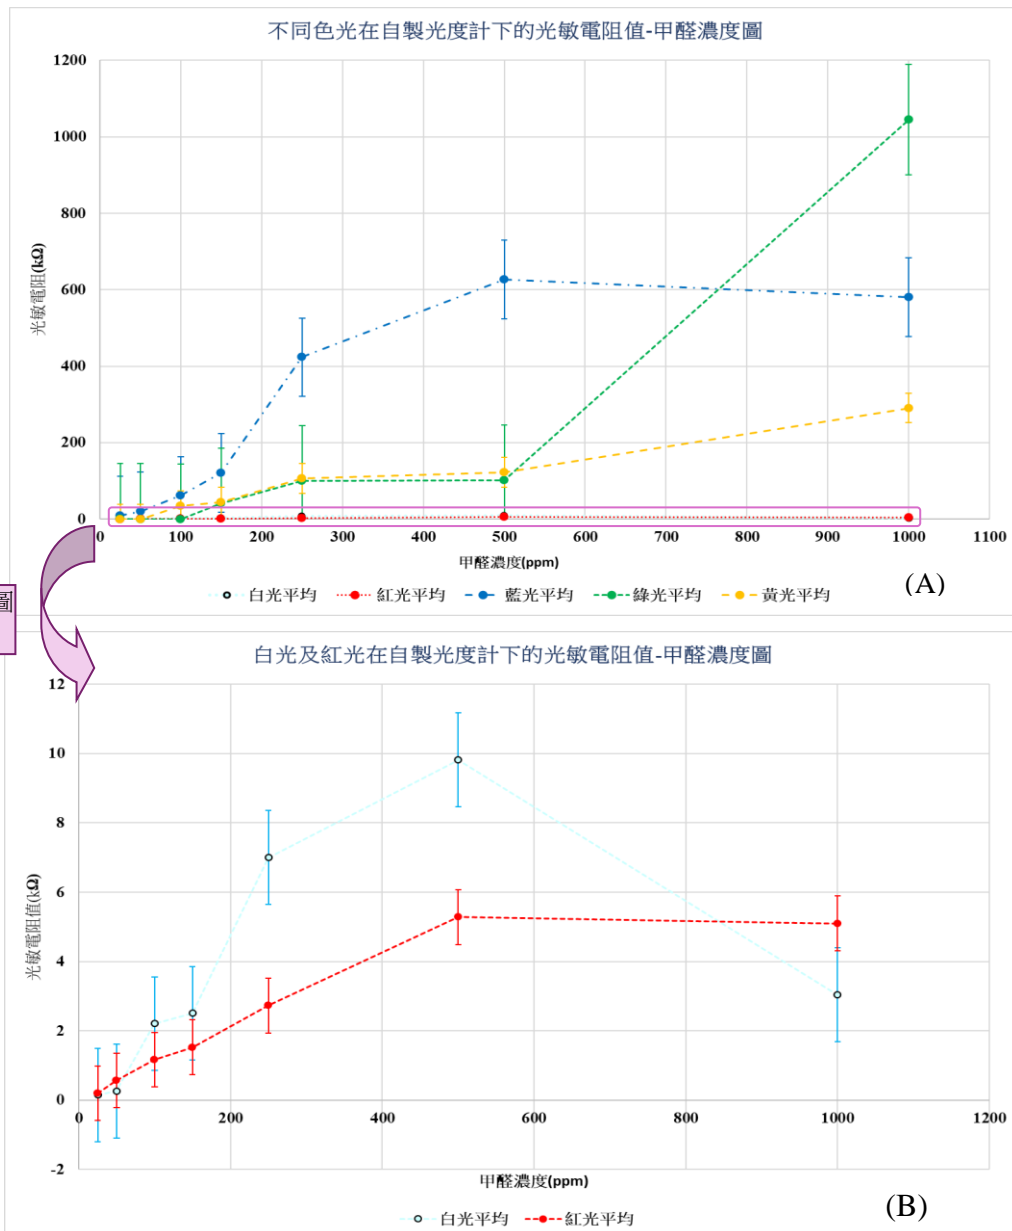 不同色光在自製光度計下的光敏電阻值-甲醛濃度圖
1200
1000
800
600
400
200
0
光敏電阻(kΩ)
0 100 200 300 400 500 600 700 800 900 1000 1100
甲醛濃度(ppm)
白光平均 紅光平均 藍光平均 綠光平均 黃光平均
(A)
圖
白光及紅光在自製光度計下的光敏電阻值-甲醛濃度圖
12
10
8
6
4
2
0
-2
光敏電阻值(kΩ)
0 200 400 600 800 1000 1200
甲醛濃度(ppm)
白光平均 紅光平均
(B)